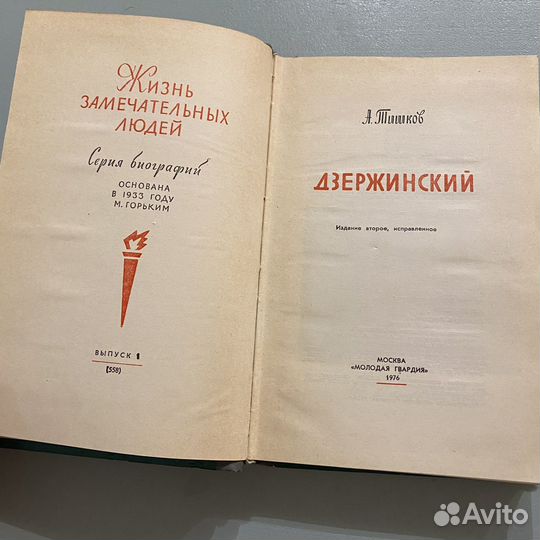 Жизнь
ЗАМЕЧАТЕЛЬНЫХ
ЛЮДЕЙ
Серия биографий
ОСНОВАНА
В 1933 ГОДУ
М. ГОРЬКИМ
ВЫПУСК 1
(558)
А. Тишков
ДЗЕРЖИНСКИЙ
Издание второе, исправленное
МОСКВА
«МОЛОДАЯ ГВАРДИЯ»
1976
Avito